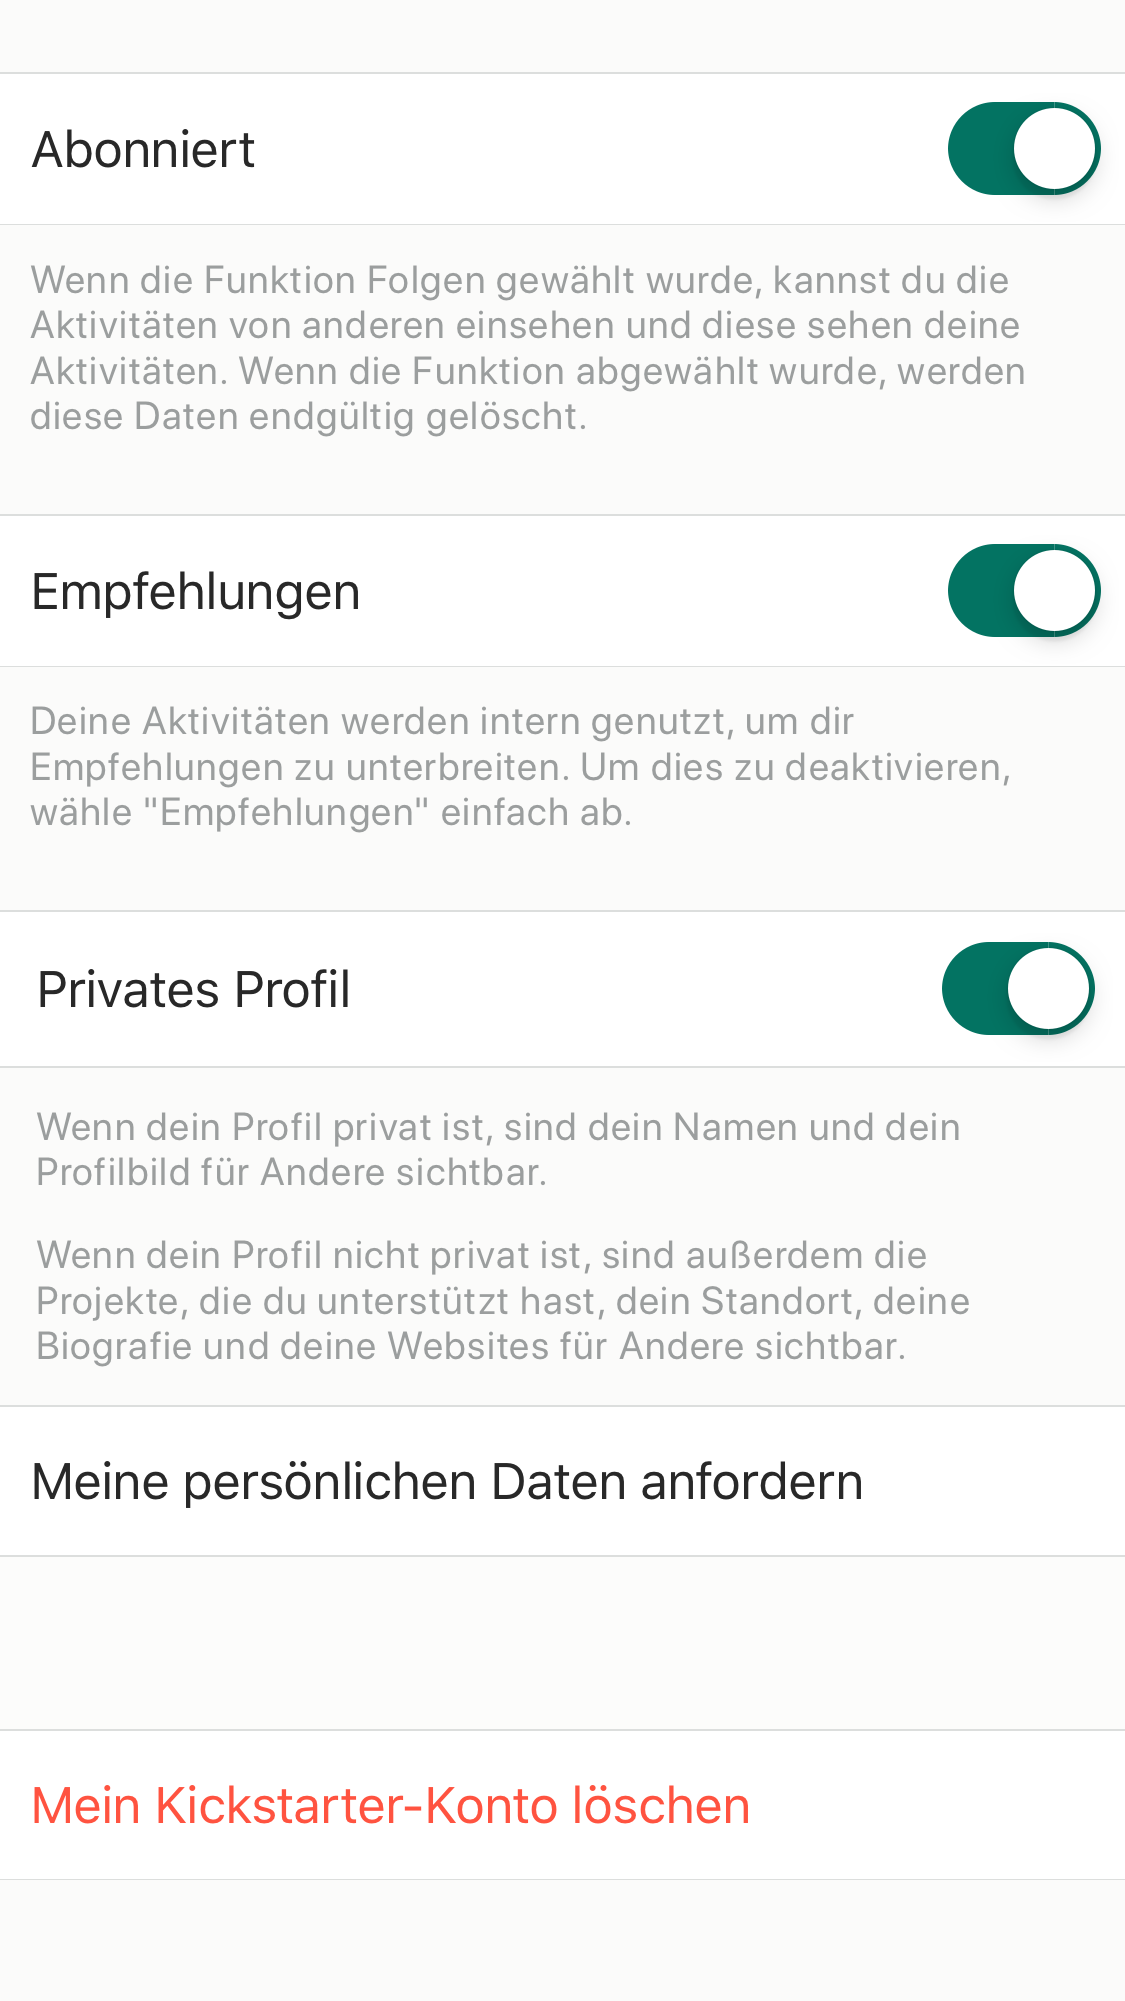 Abonniert
Wenn die Funktion Folgen gewählt wurde, kannst du die
Aktivitäten von anderen einsehen und diese sehen deine
Aktivitäten. Wenn die Funktion abgewählt wurde, werden
diese Daten endgültig gelöscht.
Empfehlungen
Deine Aktivitäten werden intern genutzt, um dir
Empfehlungen zu unterbreiten. Um dies zu deaktivieren,
wähle "Empfehlungen" einfach ab.
Privates Profil
Wenn dein Profil privat ist, sind dein Namen und dein
Profilbild für Andere sichtbar.
Wenn dein Profil nicht privat ist, sind außerdem die
Projekte, die du unterstützt hast, dein Standort, deine
Biografie und deine Websites für Andere sichtbar.
Meine persönlichen Daten anfordern
Mein Kickstarter-Konto löschen